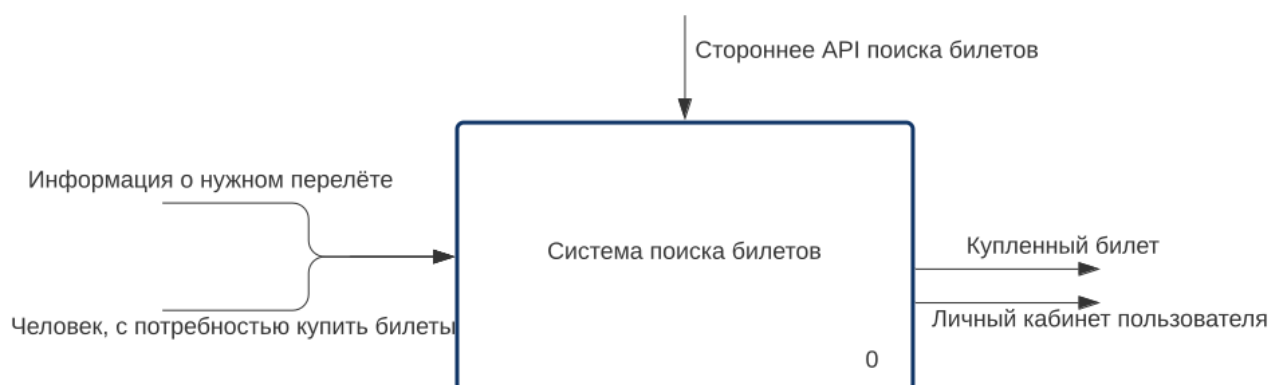 Стороннее API поиска билетов
Информация о нужном перелёте
Система поиска билетов
Купленный билет
Человек, с потребностью купить билеты
Личный кабинет пользователя
0